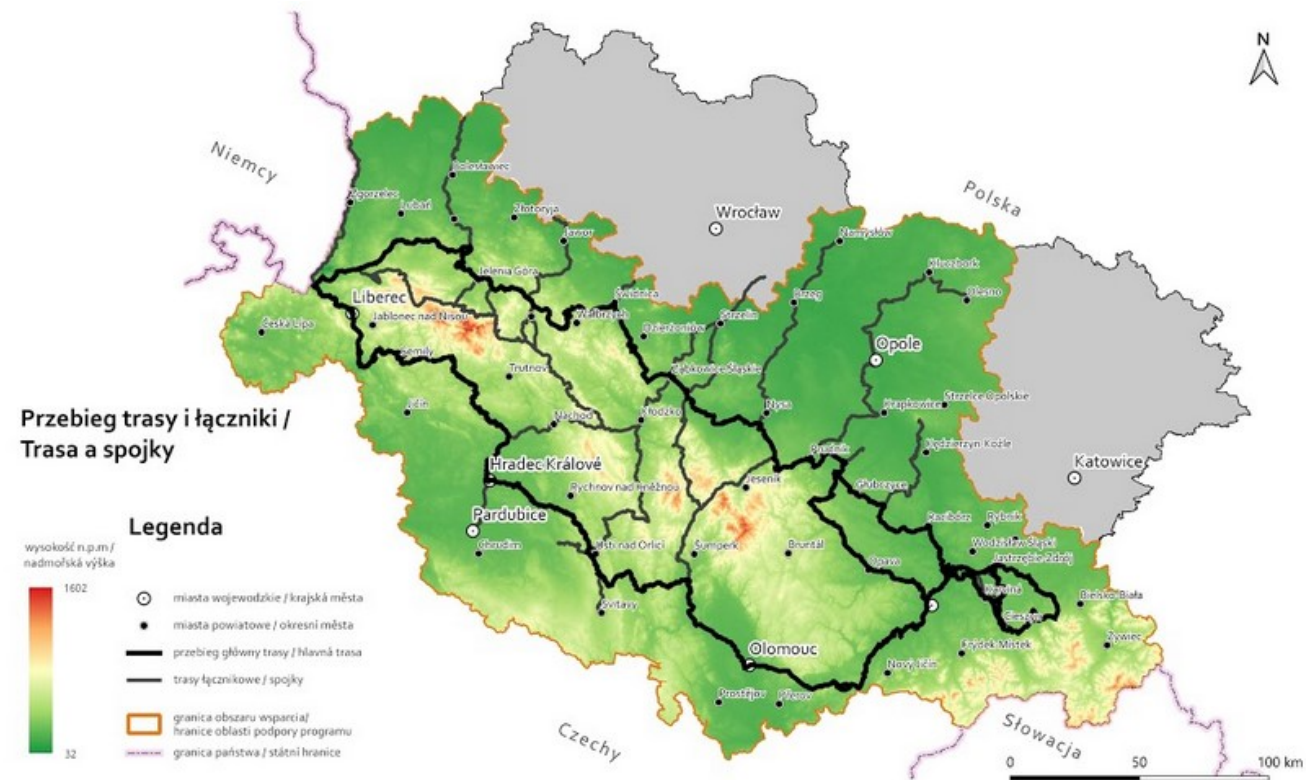 N
Niemcy
Polska
Wrocław
Bolesławiec
Zgorzelec
Lubań
Złotoryja
Jawor
Namysłów
Kluczbork
Jelenia Góra
Olesno
Świdnica
Brzeg
Liberec
Jablonec nad Nisou
Wałbrzych
Strzelin
Česká Lípa
Dzierżoniów
Opole
Semily
Trutnov
Ząbkowice Śląskie
Strzelce Opolskie
Przebieg trasy i łączniki /
Trasa a spojky
Jičín
Náchod
Kłodzko
Nysa
Krapkowice
Kędzierzyn Koźle
Prudnik
Katowice
Hradec Králové
Rychnov nad Kněžnou
Jeseník
Głubczyce
Pardubice
Racibórz
Rybnik
Legenda
wysokość n.p.m /
nadmořská výška
Chrudim
Ústí nad Orlicí
Šumperk
Bruntál
Opava
Wodzisław Śląski
Jastrzębie-Zdrój
1602
miasta wojewodzkie / krajská města
Karviná
Bielsko-Biała
miasta powiatowe / okresní města
Svitavy
Cieszyn
przebieg główny trasy / hlavná trasa
Olomouc
Frýdek Místek
Żywiec
trasy łącznikowe / spojky
Nový Jičín
Prostějov
Přerov
granica obszaru wsparcia/
hranice oblasti podpory programu
Czechy
Słowacja
32
granica państwa / státní hranice
0 50 100 km